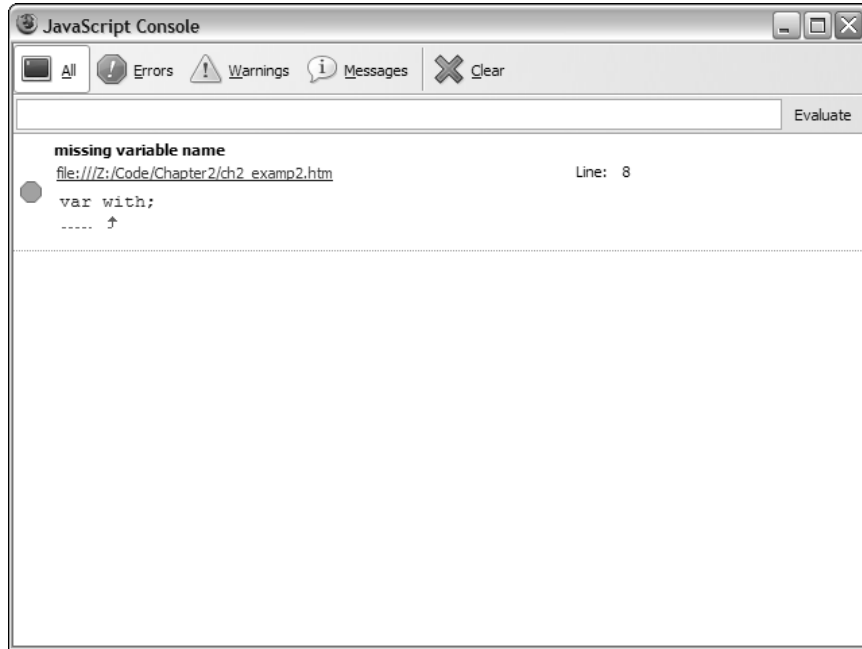 JavaScript Console
All Errors Warnings Messages Clear
Evaluate
missing variable name
file:///Z:/Code/Chapter2/ch2_examp2.htm Line: 8
var with;